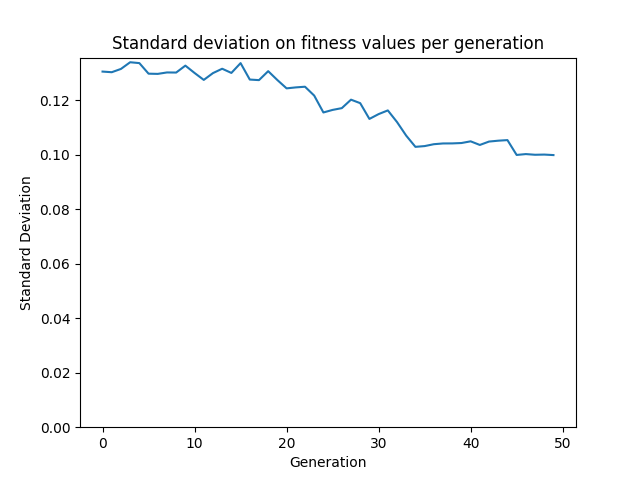 Standard deviation on fitness values per generation
Standard Deviation
0.12
0.10
0.08
0.06
0.04
0.02
0.00
0 10 20 30 40 50
Generation